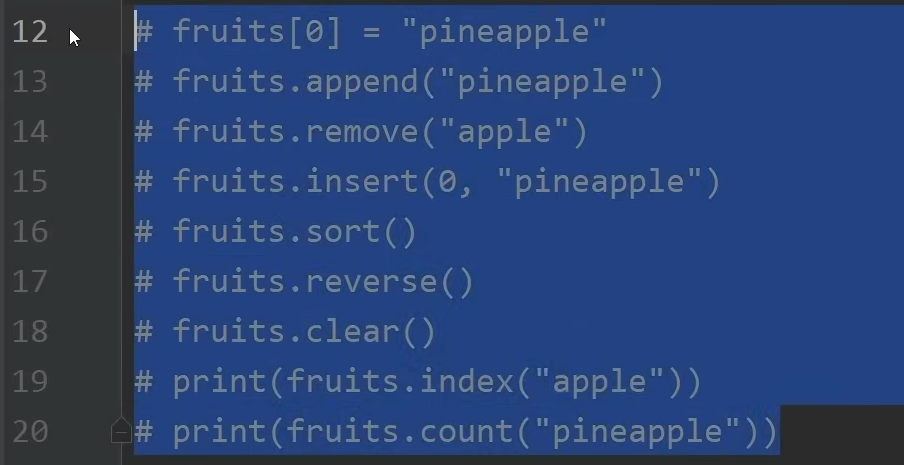 12 # fruits[0] = "pineapple"
13 # fruits.append("pineapple")
14 # fruits.remove("apple")
15 # fruits.insert(0, "pineapple")
16 # fruits.sort()
17 # fruits.reverse()
18 # fruits.clear()
19 # print(fruits.index("apple"))
20 # print(fruits.count("pineapple"))